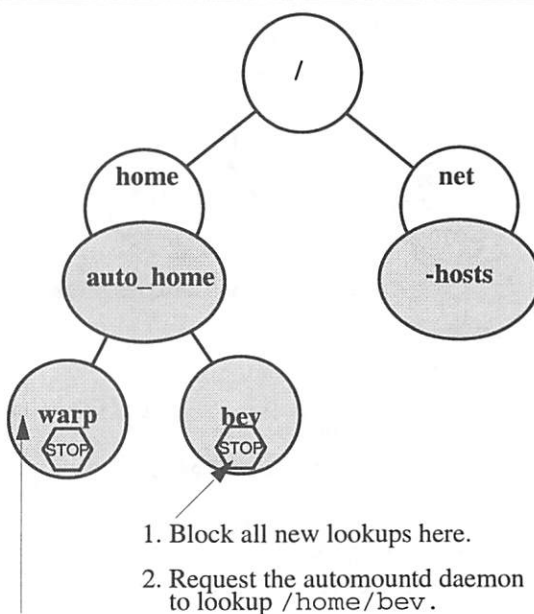 /
home
net
auto_home
-hosts
warp
bev
STOP
STOP
1. Block all new lookups here.
2. Request the automountd daemon
to lookup /home/bev.